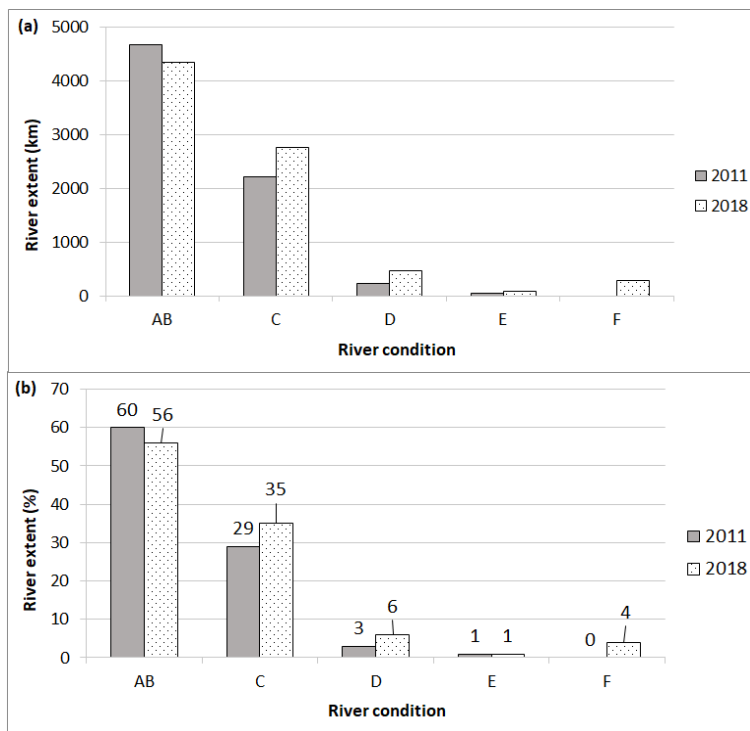 (a)
5000
4000
3000
2000
1000
0
River extent (km)
AB C D E F
River condition
2011
2018
(b)
70
60
50
40
30
20
10
0
River extent (%)
60 56
29 35
3 6
1 1
0 4
AB C D E F
River condition
2011
2018